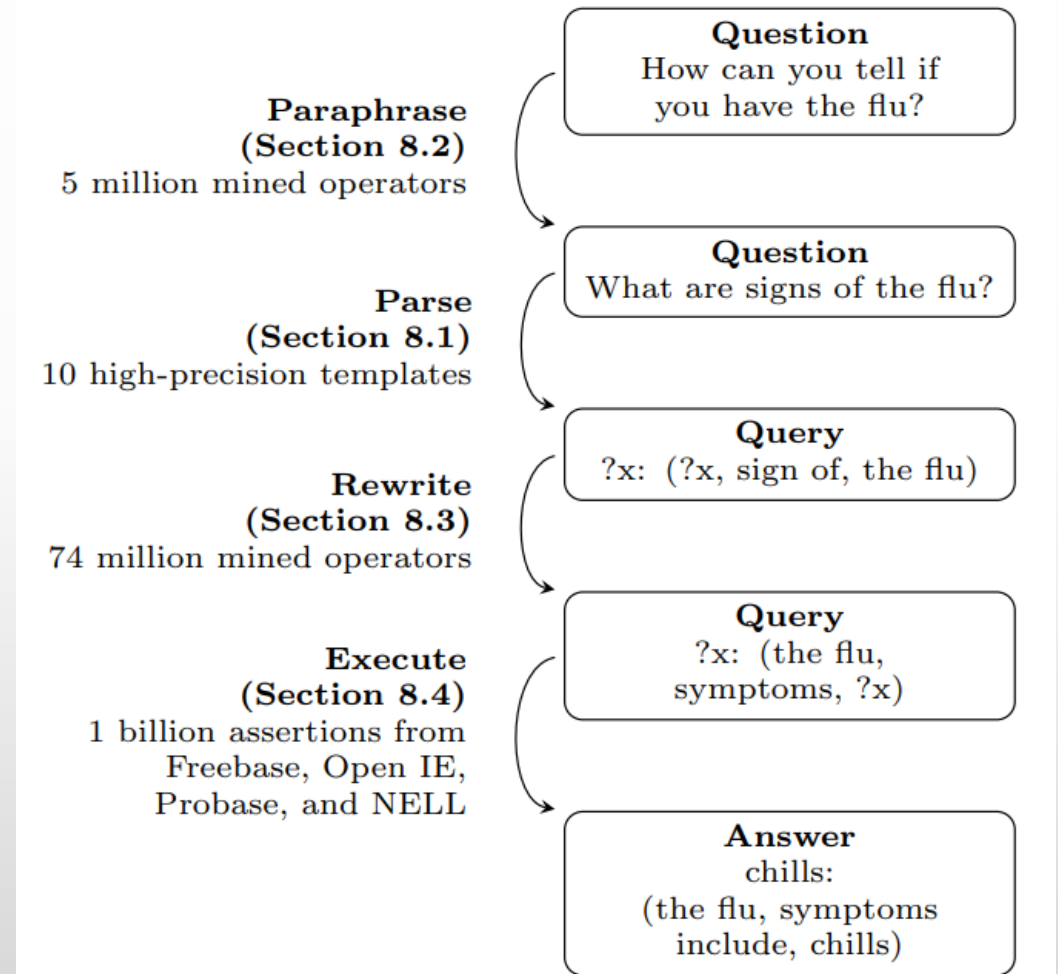 Question
How can you tell if
you have the flu?
Paraphrase
(Section 8.2)
5 million mined operators
Question
What are signs of the flu?
Parse
(Section 8.1)
10 high-precision templates
Query
?x: (?x, sign of, the flu)
Rewrite
(Section 8.3)
74 million mined operators
Query
?x: (the flu,
symptoms, ?x)
Execute
(Section 8.4)
1 billion assertions from
Freebase, Open IE,
Probase, and NELL
Answer
chills:
(the flu, symptoms
include, chills)